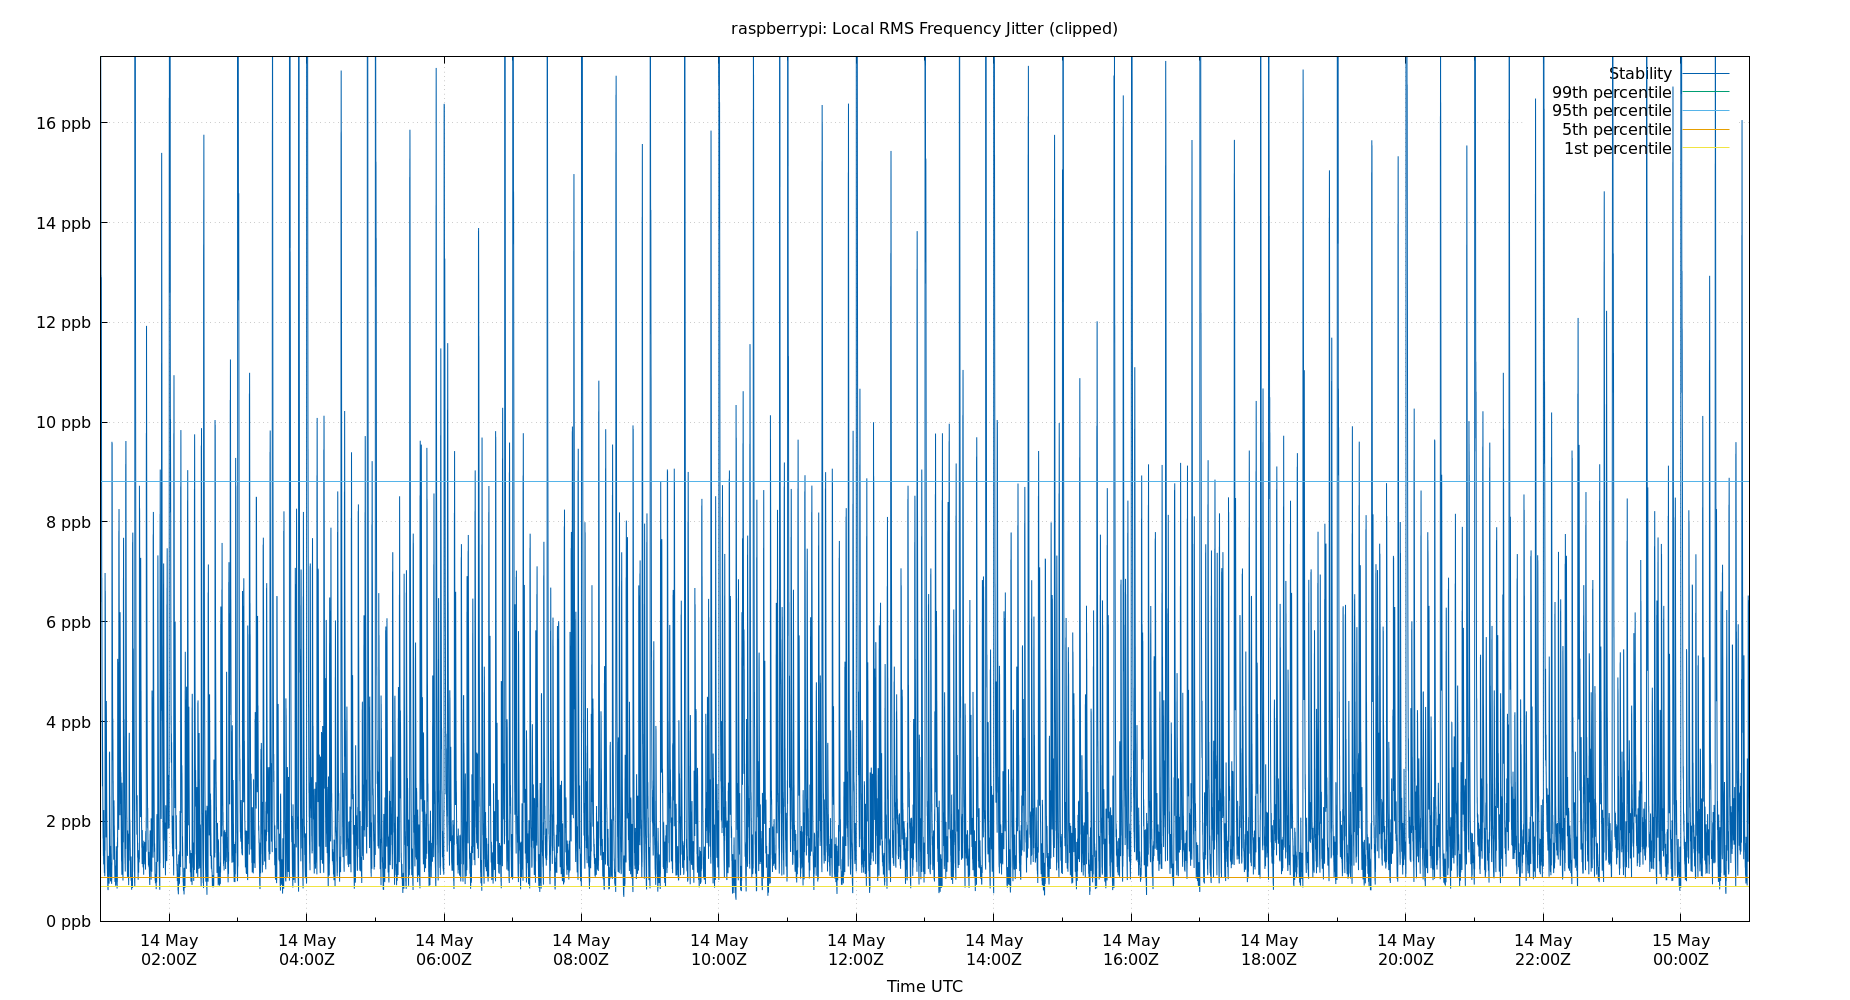 raspberrypi: Local RMS Frequency Jitter (clipped)
Stability
99th percentile
95th percentile
5th percentile
1st percentile
16 ppb
14 ppb
12 ppb
10 ppb
8 ppb
6 ppb
4 ppb
2 ppb
0 ppb
14 May 14 May 14 May 14 May 14 May 14 May 14 May 14 May 14 May 14 May 14 May 15 May
02:00Z 04:00Z 06:00Z 08:00Z 10:00Z 12:00Z 14:00Z 16:00Z 18:00Z 20:00Z 22:00Z 00:00Z
Time UTC